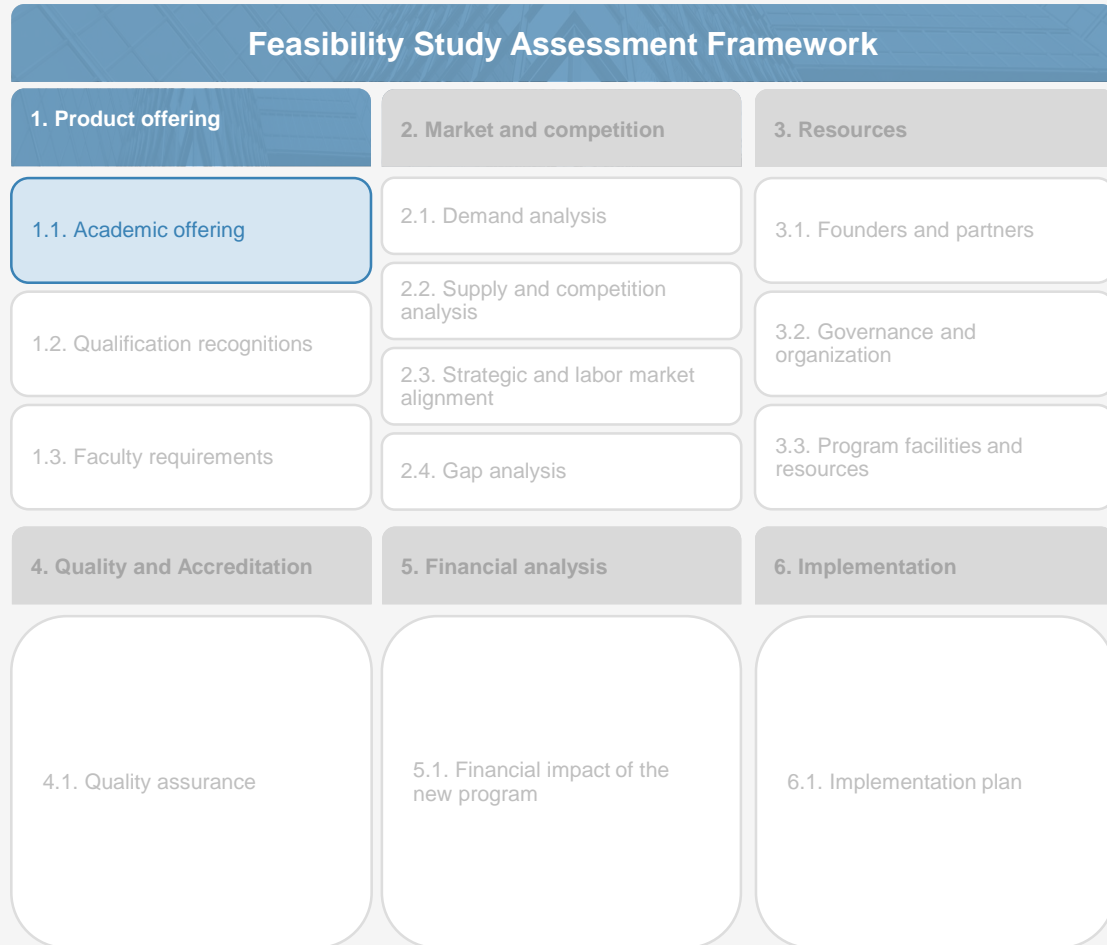 Feasibility Study Assessment Framework
1. Product offering
2. Market and competition
3. Resources
1.1. Academic offering
1.2. Qualification recognitions
1.3. Faculty requirements
2.1. Demand analysis
2.2. Supply and competition
analysis
2.3. Strategic and labor market
alignment
2.4. Gap analysis
3.1. Founders and partners
3.2. Governance and
organization
3.3. Program facilities and
resources
4. Quality and Accreditation
5. Financial analysis
6. Implementation
4.1. Quality assurance
5.1. Financial impact of the
new program
6.1. Implementation plan